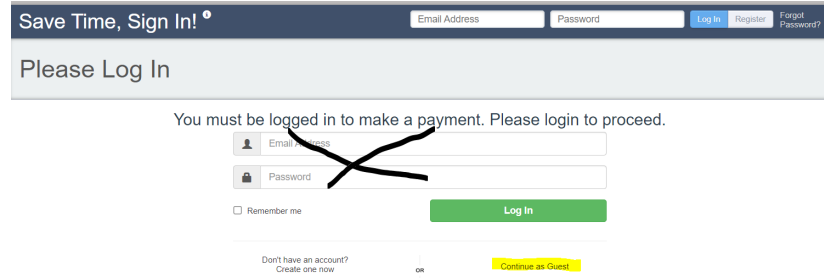 Save Time, Sign In!
Email Address
Password
Log In
Register
Forgot
Password?
Please Log In
You must be logged in to make a payment. Please login to proceed.
Email Address
Password
Remember me
Log In
Don't have an account?
Create one now
OR
Continue as Guest